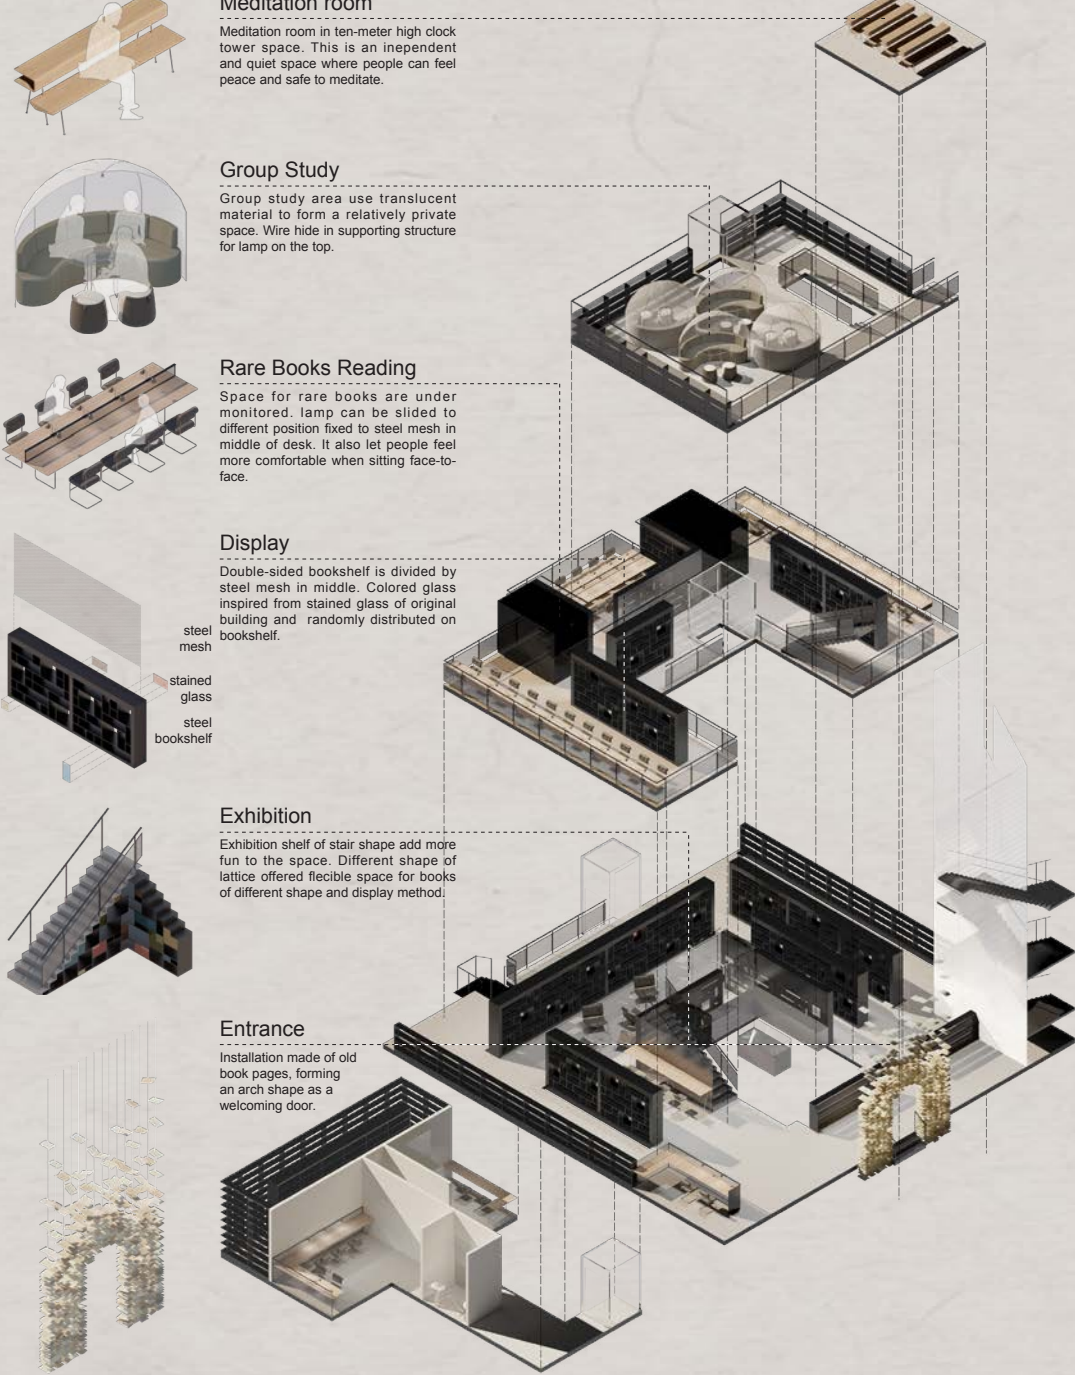 Meditation room
Meditation room in ten-meter high clock
tower space. This is an inependent
and quiet space where people can feel
peace and safe to meditate.
Group Study
Group study area use translucent
material to form a relatively private
space. Wire hide in supporting structure
for lamp on the top.
Rare Books Reading
Space for rare books are under
monitored. lamp can be slided to
different position fixed to steel mesh in
middle of desk. It also let people feel
more comfortable when sitting face-to-
face.
Display
Double-sided bookshelf is divided by
steel mesh in middle. Colored glass
inspired from stained glass of original
building and randomly distributed on
bookshelf.
steel
mesh
stained
glass
steel
bookshelf
Exhibition
Exhibition shelf of stair shape add more
fun to the space. Different shape of
lattice offered flecible space for books
of different shape and display method.
Entrance
Installation made of old
book pages, forming
an arch shape as a
welcoming door.